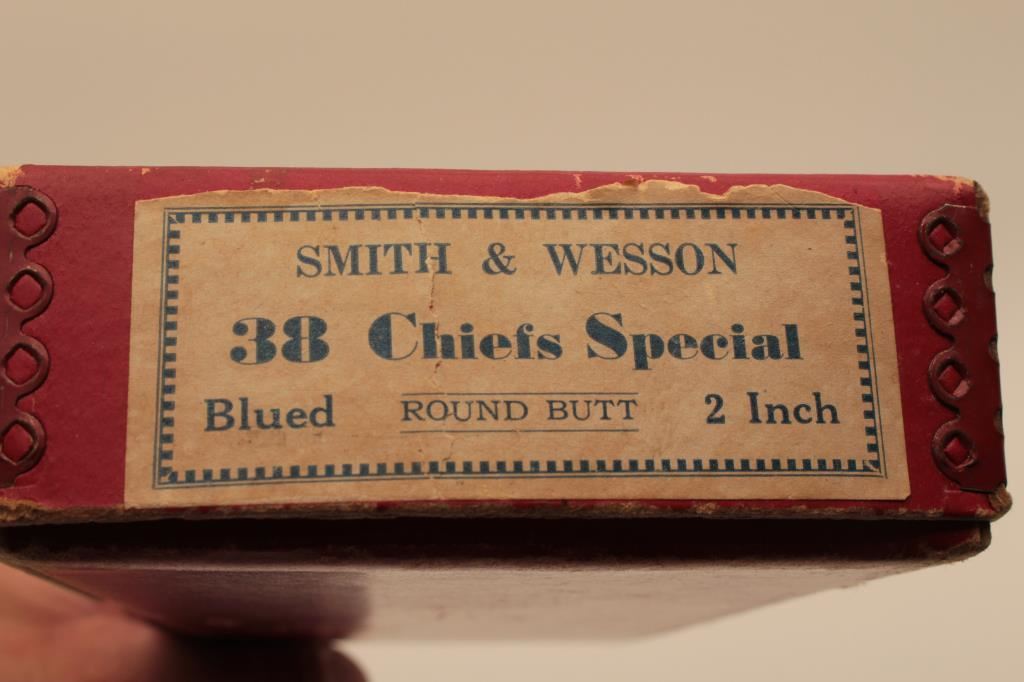 SMITH & WESSON
38 Chiefs Special
Blued ROUND BUTT 2 Inch